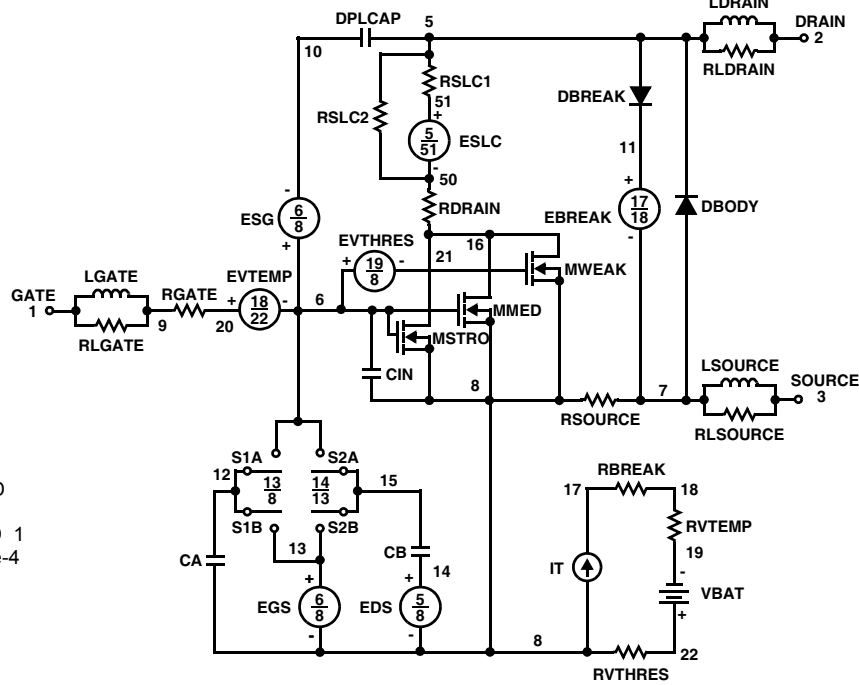 LDRAIN
DPLCAP 5 DRAIN
10 2
RSLC1 RLDRAIN
51 DBREAK
+
RSLC2 5 ESLC
51
11
-
50
- +
RDRAIN 17
ESG 6 EBREAK 18 DBODY
8
+ EVTHRES 16 -
+ 19 - 21 MWEAK
8
LGATE EVTEMP
GATE RGATE + 18 - 6 MMED
1 22
9 20 MSTRO
RLGATE LSOURCE
CIN 8 7 SOURCE
3
RSOURCE
RLSOURCE
S1A S2A
12 13 14 15 RBREAK
8 13 17 18
S1B S2B RVTEMP
13 CB 19
CA 14 IT -
+ + VBAT
EGS 6 EDS 5
8 8 +
- - 8 22
RVTHRES
1
e-4